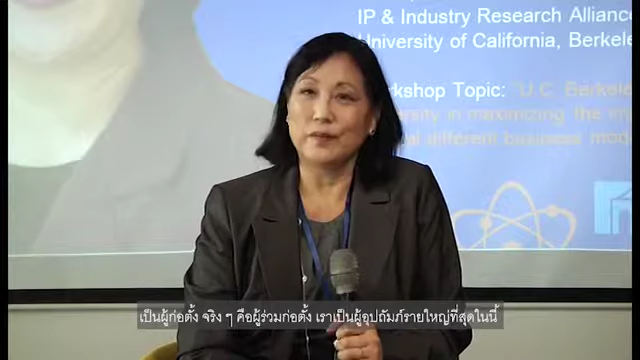 IP & Industry Research Allianc
University of California, Berkele
rkshop Topic: "U.C. Berkele
ersity in maximizing the
different business mod
เป็นผู้ก่อตั้ง จริง ๆ คือผู้ร่วมก่อตั้ง เราเป็นผู้อุปถัมภ์รายใหญ่ที่สุดในนี้